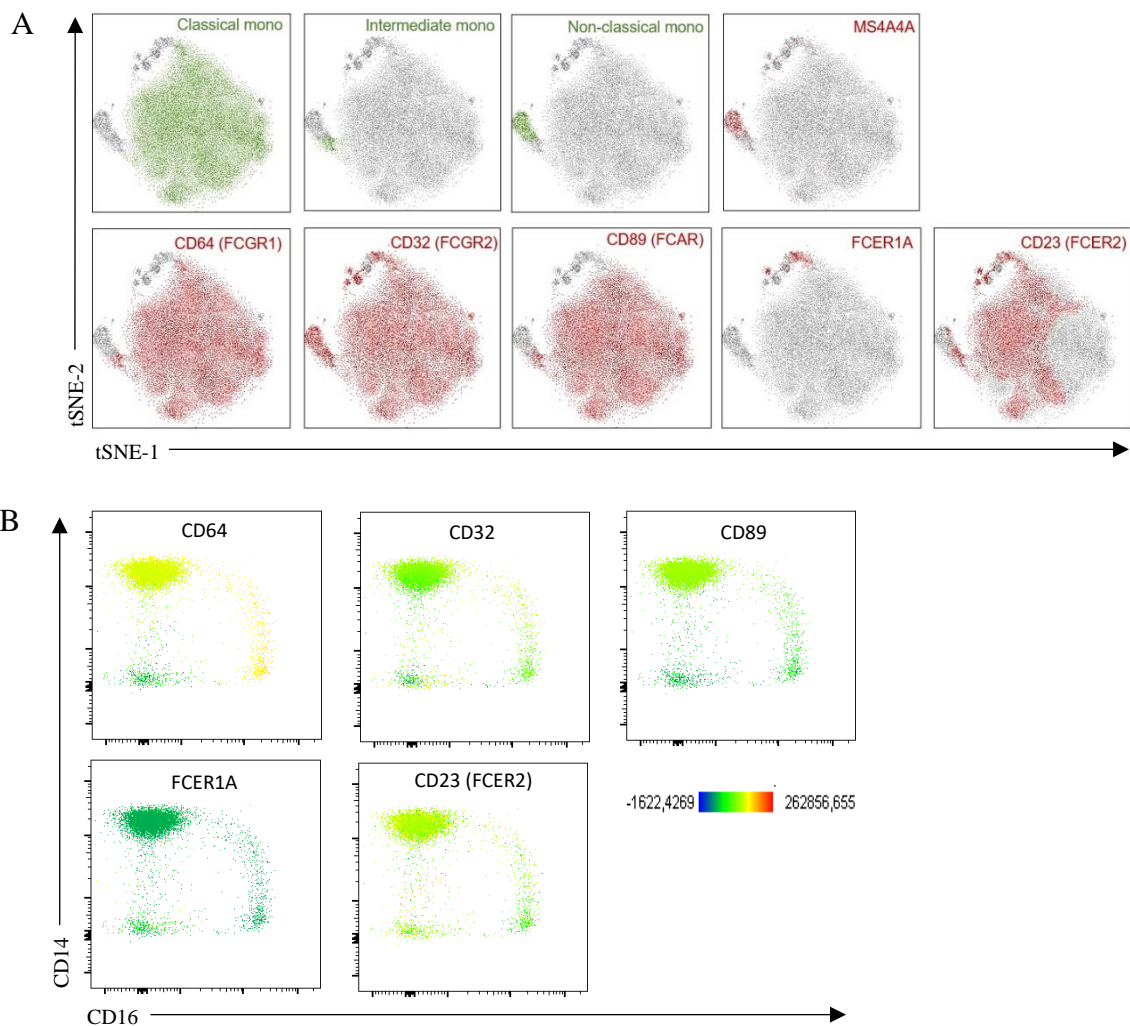 A
Classical mono
Intermediate mono
Non-classical mono
MS4A4A
CD64 (FCGR1)
CD32 (FCGR2)
CD89 (FCAR)
FCER1A
CD23 (FCER2)
tSNE-2
tSNE-1
B
CD64
CD32
CD89
FCER1A
CD23 (FCER2)
-1622,4269
262856,655
CD14
CD16